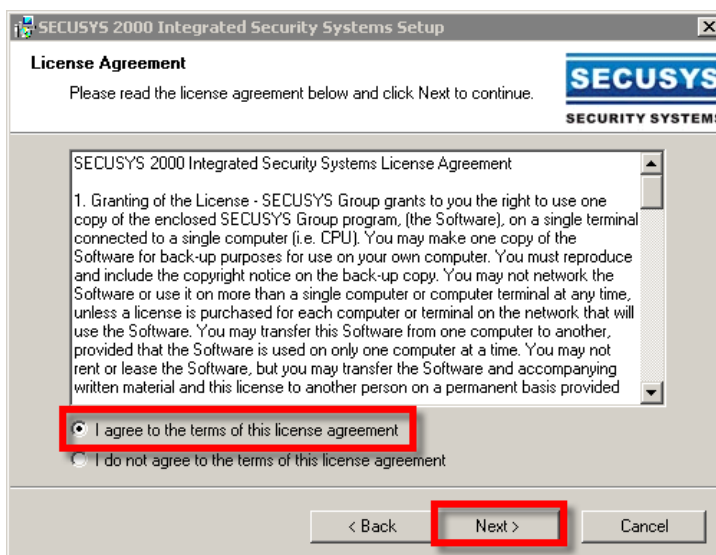 SECUSYS 2000 Integrated Security Systems Setup
License Agreement
Please read the license agreement below and click Next to continue.
SECUSYS
SECURITY SYSTEMS
SECUSYS 2000 Integrated Security Systems License Agreement
1. Granting of the License - SECUSYS Group grants to you the right to use one
copy of the enclosed SECUSYS Group program, (the Software), on a single terminal
connected to a single computer (i.e. CPU). You may make one copy of the
Software for back-up purposes for use on your own computer. You must reproduce
and include the copyright notice on the back-up copy. You may not network the
Software or use it on more than a single computer or computer terminal at any time,
unless a license is purchased for each computer or terminal on the network that will
use the Software. You may transfer this Software from one computer to another,
provided that the Software is used on only one computer at a time. You may not
rent or lease the Software, but you may transfer the Software and accompanying
written material and this license to another person on a permanent basis provided
I agree to the terms of this license agreement
I do not agree to the terms of this license agreement
< Back
Next >
Cancel